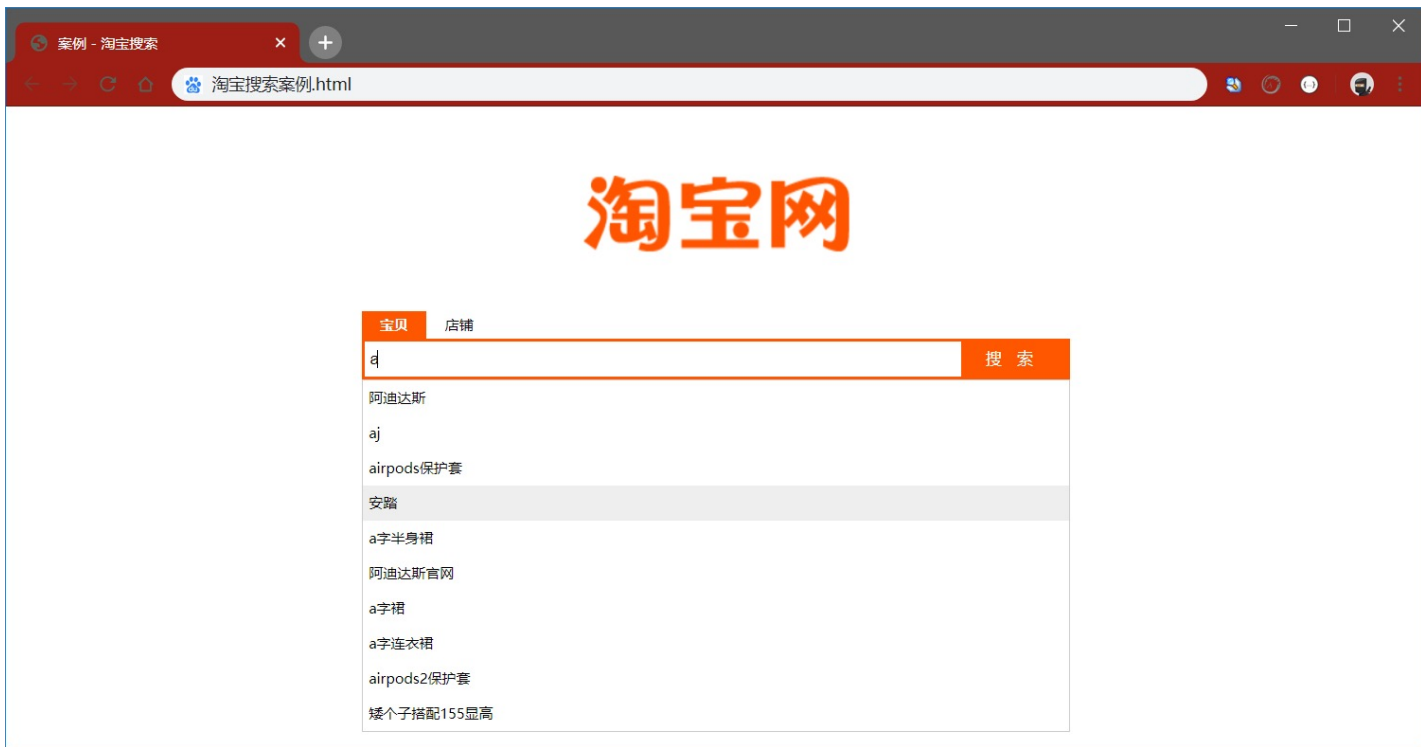 案例 - 淘宝搜索
淘宝搜索案例.html
淘宝网
宝贝 店铺
a 搜 索
阿迪达斯
aj
airpods保护套
安踏
a字半身裙
阿迪达斯官网
a字裙
a字连衣裙
airpods2保护套
矮个子搭配155显高